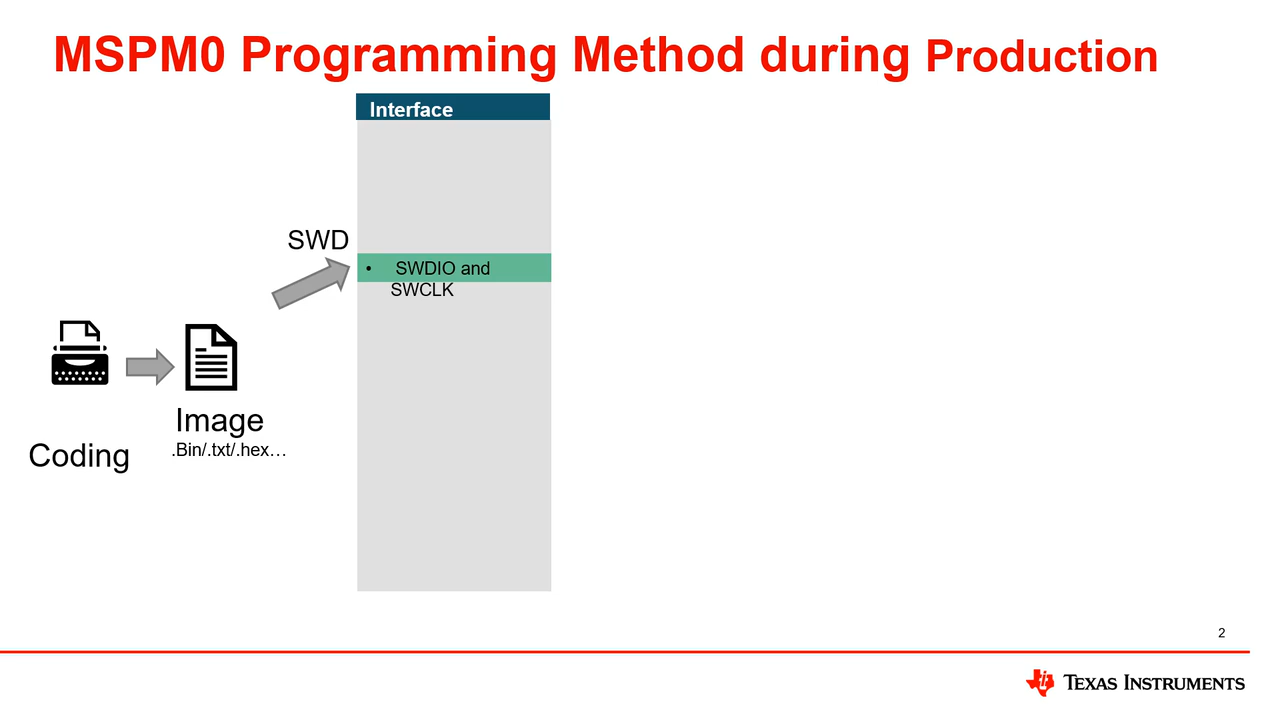 MSPM0 Programming Method during Production
Interface
SWD
• SWDIO and
SWCLK
Image
.Bin/.txt/.hex…
Coding
2
TEXAS INSTRUMENTS